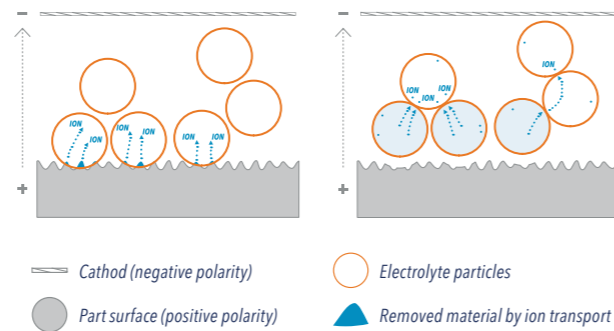 −
−
ION
ION
ION
ION
ION
ION
ION
ION
ION
ION
+
+
Cathod (negative polarity)
Electrolyte particles
Part surface (positive polarity)
Removed material by ion transport